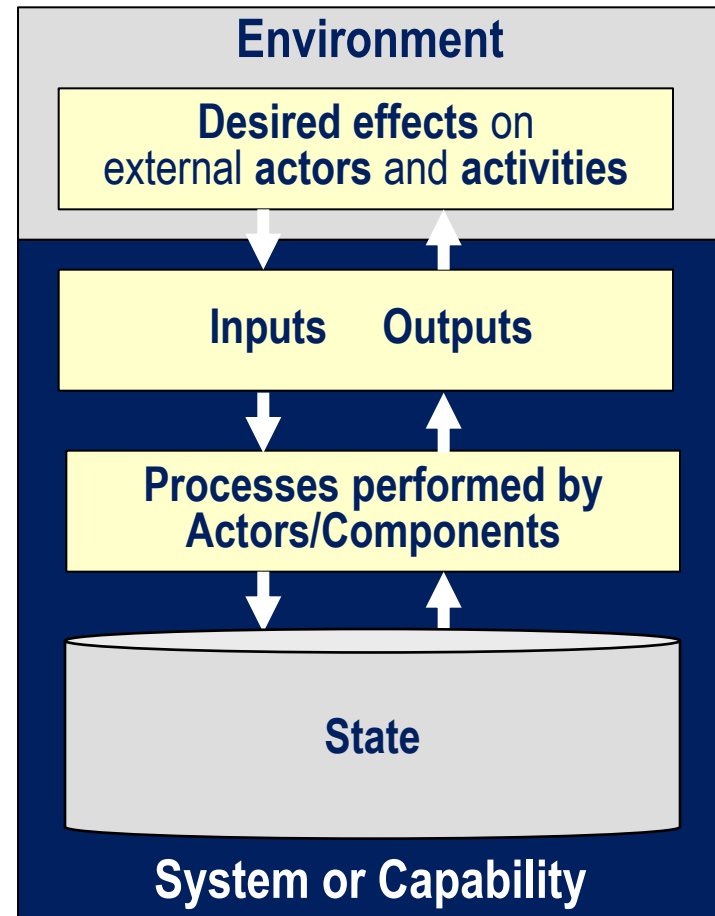 Environment
Desired effects on
external actors and activities
Inputs Outputs
Processes performed by
Actors/Components
State
System or Capability